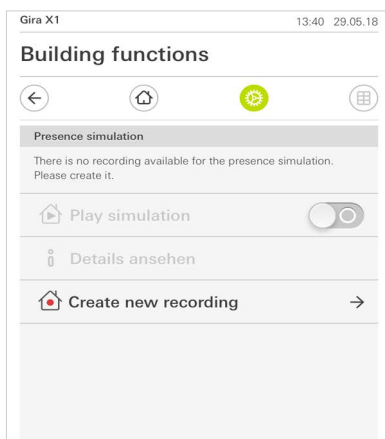 Gira X1 13:40 29.05.18
Building functions
Presence simulation
There is no recording available for the presence simulation.
Please create it.
Play simulation
Details ansehen
Create new recording